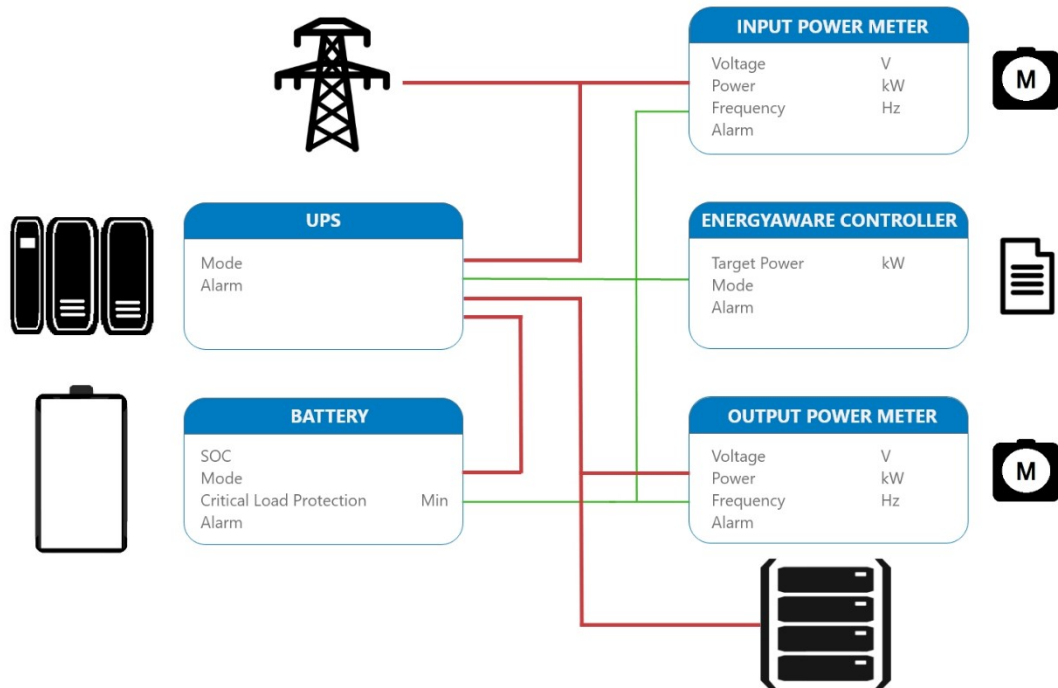 INPUT POWER METER
Voltage V
Power kW
Frequency Hz
Alarm
M
UPS
Mode
Alarm
ENERGYAWARE CONTROLLER
Target Power kW
Mode
Alarm
BATTERY
SOC
Mode
Critical Load Protection Min
Alarm
OUTPUT POWER METER
Voltage V
Power kW
Frequency Hz
Alarm
M